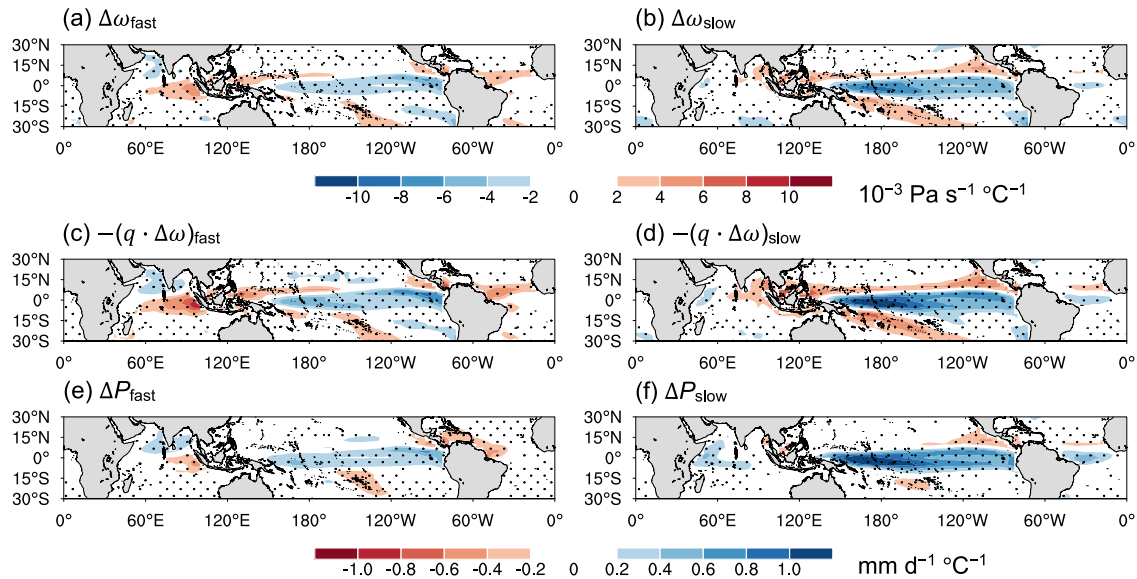 (a) Δω_fast (b) Δω_slow
30°N 30°N
15°N 15°N
0° 0°
15°S 15°S
30°S 30°S
0° 60°E 120°E 180° 120°W 60°W 0° 0° 60°E 120°E 180° 120°W 60°W 0°
-10 -8 -6 -4 -2 0 2 4 6 8 10 10⁻³ Pa s⁻¹ °C⁻¹
(c) −(q · Δω)_fast (d) −(q · Δω)_slow
30°N 30°N
15°N 15°N
0° 0°
15°S 15°S
30°S 30°S
0° 60°E 120°E 180° 120°W 60°W 0° 0° 60°E 120°E 180° 120°W 60°W 0°
(e) ΔP_fast (f) ΔP_slow
30°N 30°N
15°N 15°N
0° 0°
15°S 15°S
30°S 30°S
0° 60°E 120°E 180° 120°W 60°W 0° 0° 60°E 120°E 180° 120°W 60°W 0°
-1.0 -0.8 -0.6 -0.4 -0.2 0 0.2 0.4 0.6 0.8 1.0 mm d⁻¹ °C⁻¹